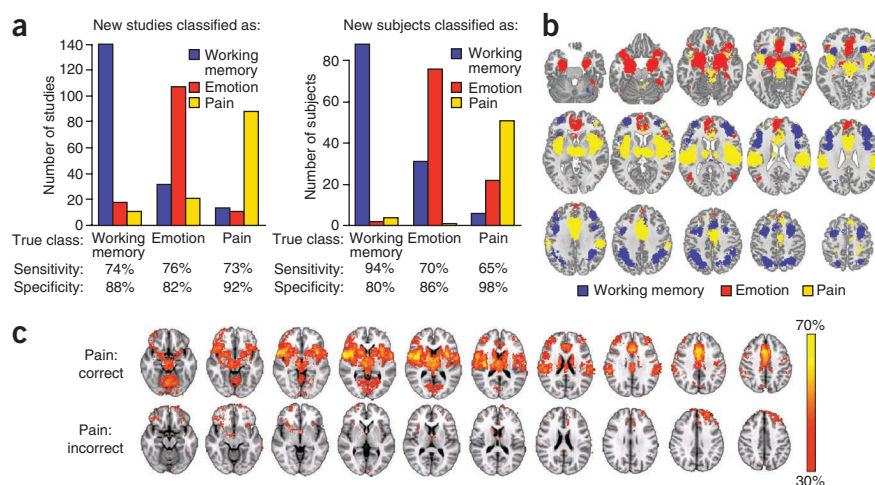 a
New studies classified as:
140
120
100
80
60
40
20
0
Number of studies
Working
memory
Emotion
Pain
True class: Working memory Emotion Pain
Sensitivity: 74% 76% 73%
Specificity: 88% 82% 92%
New subjects classified as:
80
60
40
20
0
Number of subjects
Working
memory
Emotion
Pain
True class: Working memory Emotion Pain
Sensitivity: 94% 70% 65%
Specificity: 80% 86% 98%
b
Working memory Emotion Pain
c
Pain:
correct
Pain:
incorrect
70%
30%